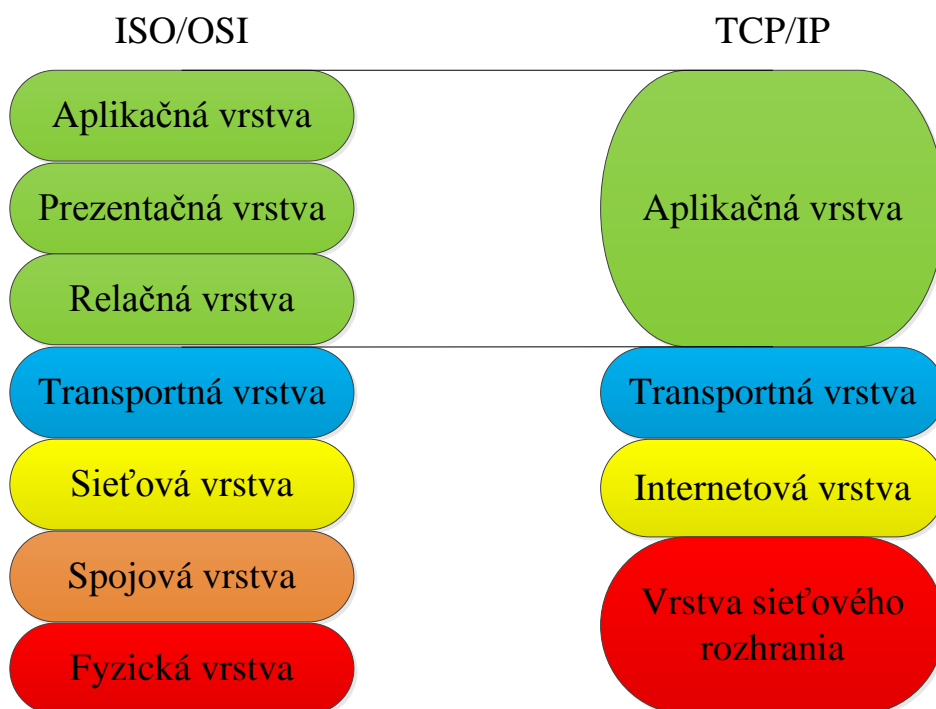 ISO/OSI
Aplikačná vrstva
Prezentačná vrstva
Relačná vrstva
Transportná vrstva
Sieťová vrstva
Spojová vrstva
Fyzická vrstva
TCP/IP
Aplikačná vrstva
Transportná vrstva
Internetová vrstva
Vrstva sieťového
rozhrania